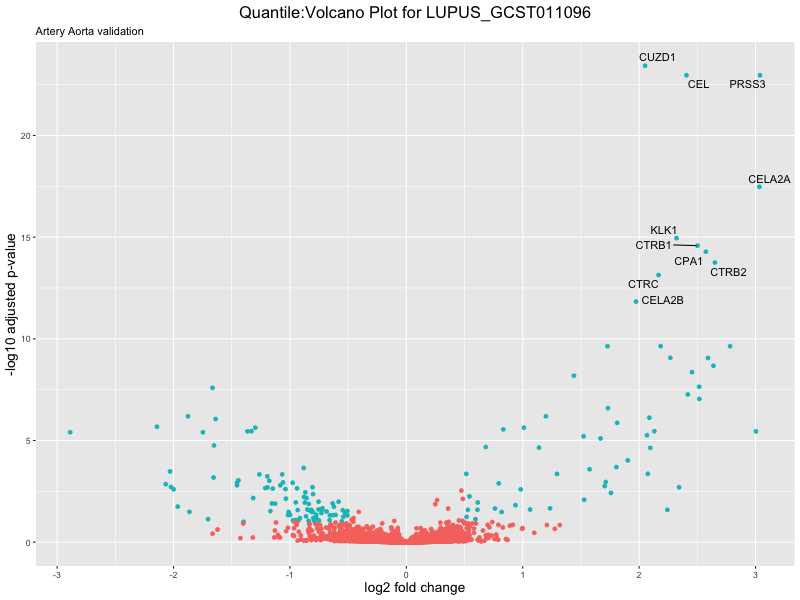 Quantile:Volcano Plot for LUPUS_GCST011096
Artery Aorta validation
CUZD1
CEL
PRSS3
CELA2A
KLK1
CTRB1
CPA1
CTRB2
CTRC
CELA2B
-log10 adjusted p-value
20
15
10
5
0
-3
-2
-1
0
1
2
3
log2 fold change